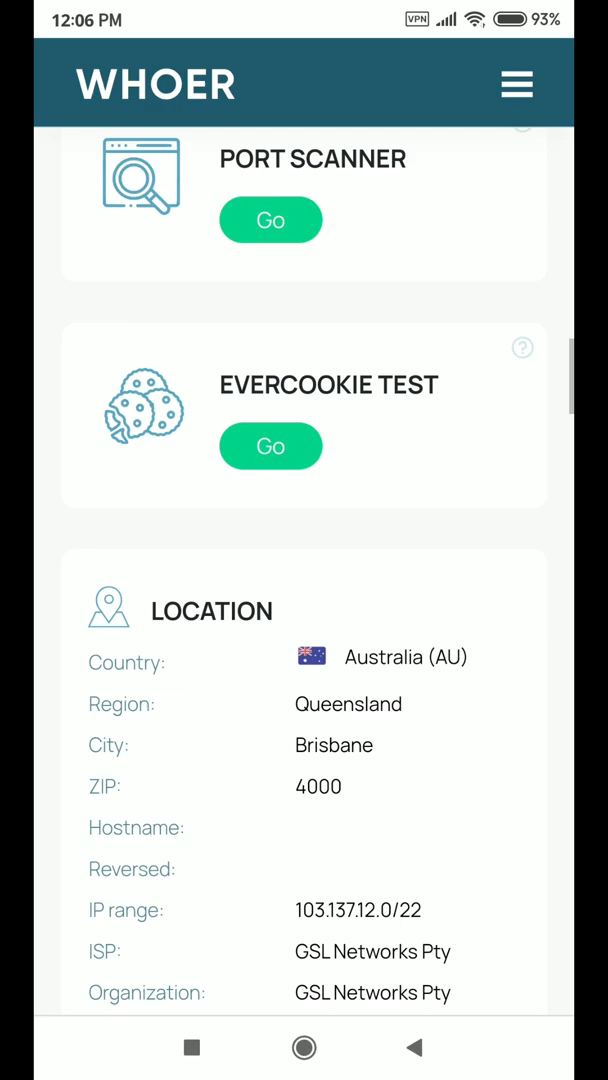 12:06 PM VPN 93%
WHOER
PORT SCANNER
Go
?
EVERCOOKIE TEST
Go
LOCATION
Country: Australia (AU)
Region: Queensland
City: Brisbane
ZIP: 4000
Hostname:
Reversed:
IP range: 103.137.12.0/22
ISP: GSL Networks Pty
Organization: GSL Networks Pty